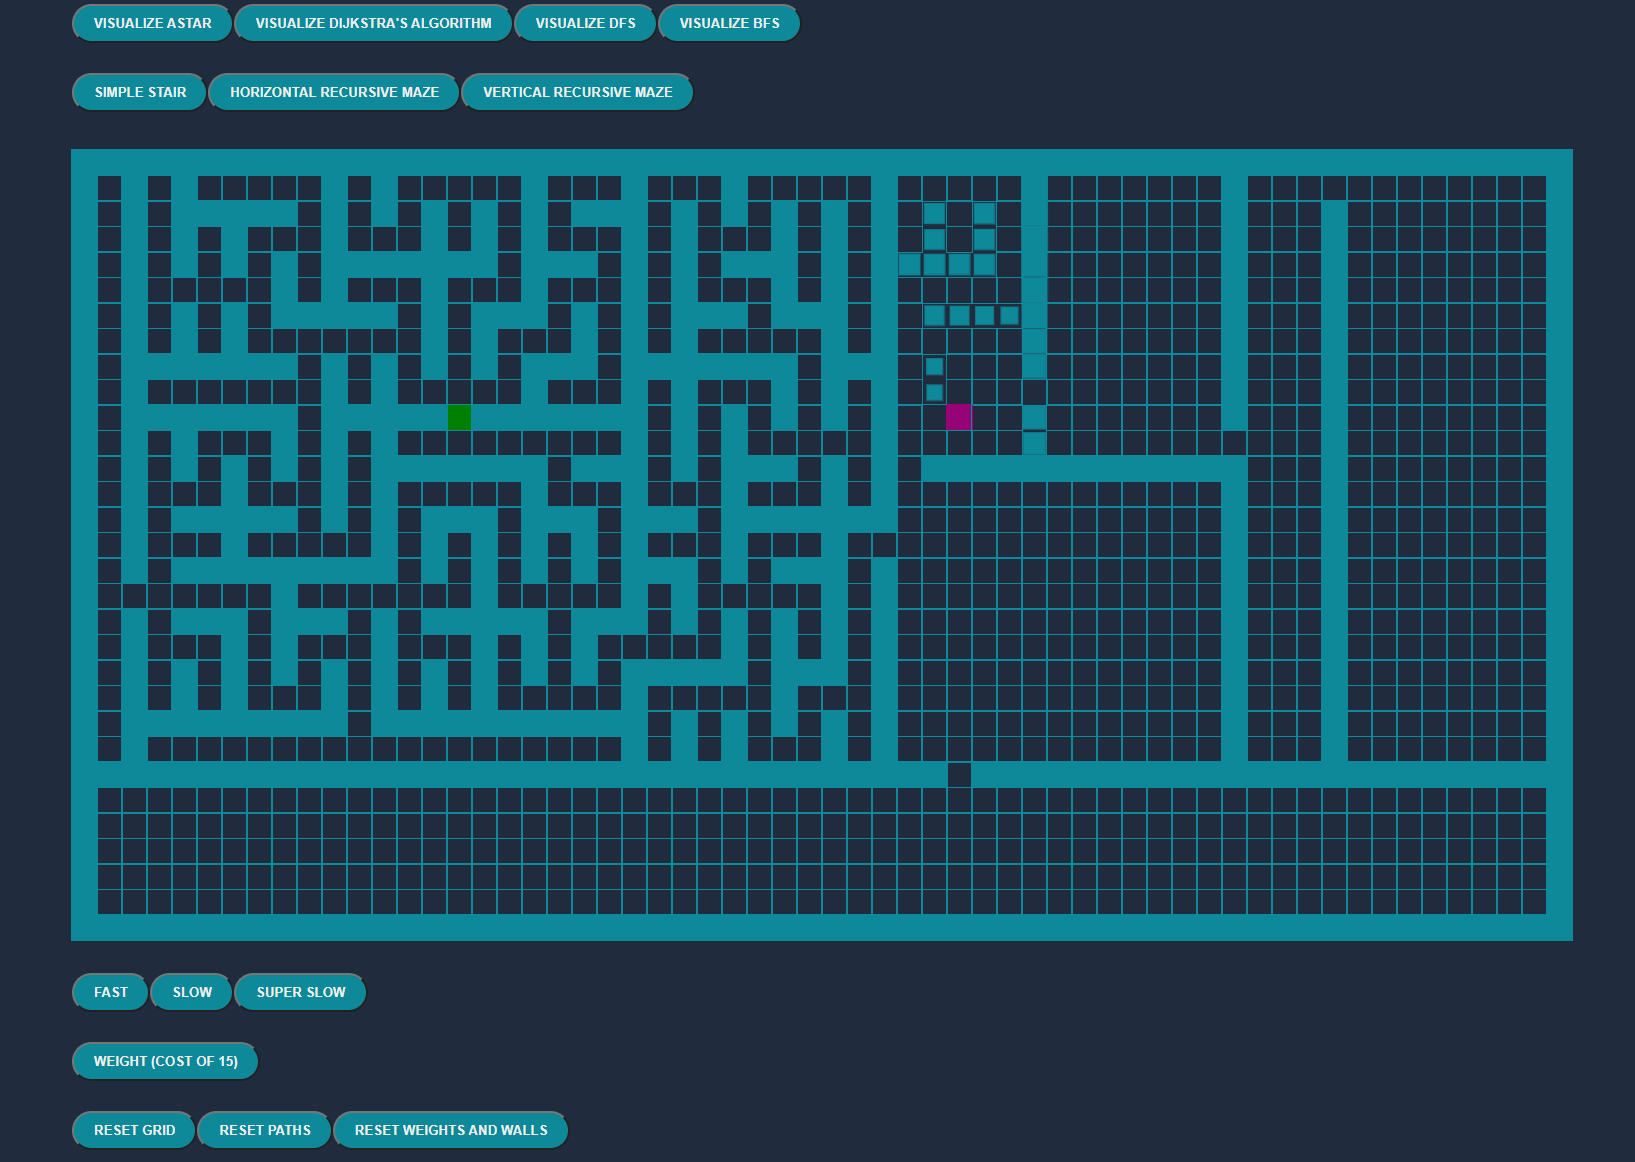 VISUALIZE ASTAR VISUALIZE DIJKSTRA'S ALGORITHM VISUALIZE DFS VISUALIZE BFS
SIMPLE STAIR HORIZONTAL RECURSIVE MAZE VERTICAL RECURSIVE MAZE
FAST SLOW SUPER SLOW
WEIGHT (COST OF 15)
RESET GRID RESET PATHS RESET WEIGHTS AND WALLS